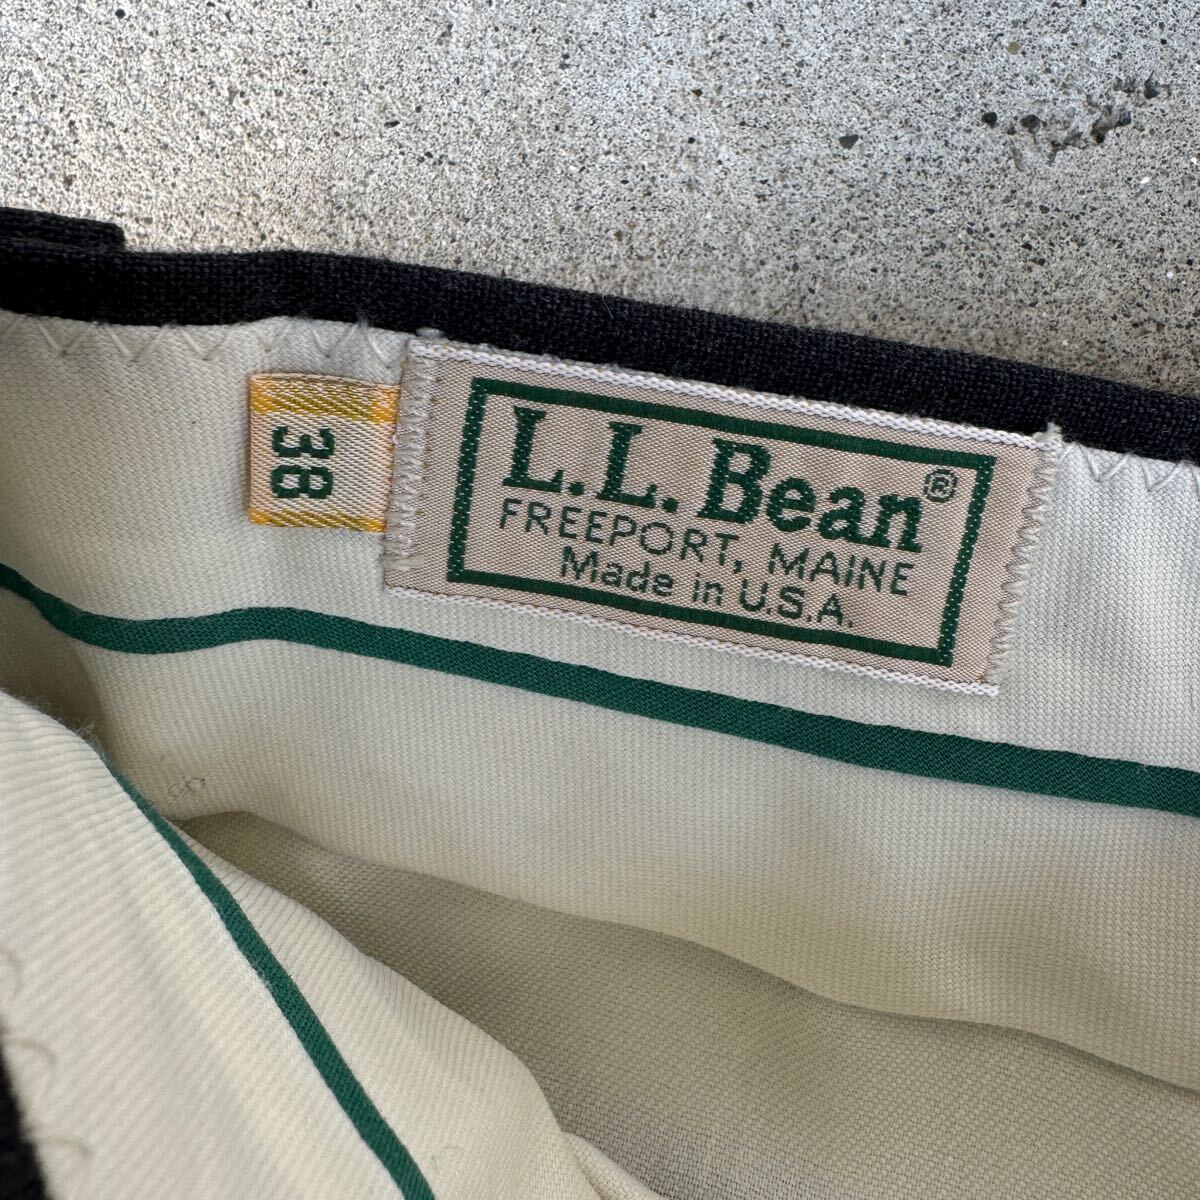 38
L.L.Bean®
FREEPORT, MAINE
Made in U.S.A.